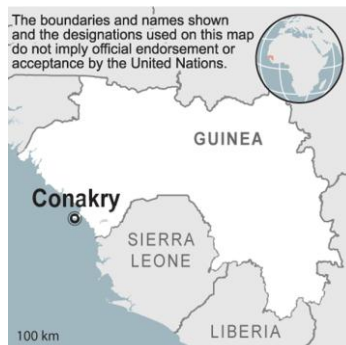 The boundaries and names shown
and the designations used on this map
do not imply official endorsement or
acceptance by the United Nations.
GUINEA
Conakry
SIERRA
LEONE
LIBERIA
100 km